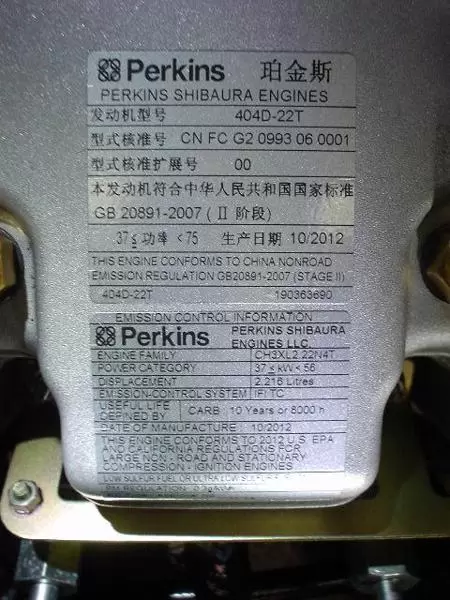 Perkins 珀金斯
PERKINS SHIBAURA ENGINES
发动机型号 404D-22T
型式核准号 CN FC G2 0993 06 0001
型式核准扩展号 00
本发动机符合中华人民共和国国家标准
GB 20891-2007 ( II 阶段)
37≤功率<75 生产日期 10/2012
THIS ENGINE CONFORMS TO CHINA NONROAD
EMISSION REGULATION GB20891-2007 (STAGE II)
404D-22T 190363690
EMISSION CONTROL INFORMATION
Perkins PERKINS SHIBAURA
ENGINES LLC.
ENGINE FAMILY CH3XL2.22N4T
POWER CATEGORY 37 ≤ kW < 56
DISPLACEMENT 2.216 Litres
EMISSION-CONTROL SYSTEM IFI TC
USEFUL LIFE
DEFINED BY CARB: 10 Years or 8000 h
DATE OF MANUFACTURE 10/2012
THIS ENGINE CONFORMS TO 2012 U.S. EPA
AND CALIFORNIA REGULATIONS FOR
LARGE NON - ROAD AND STATIONARY
COMPRESSION - IGNITION ENGINES
LOW SULFUR FUEL OR ULTRA LOW SULFUR